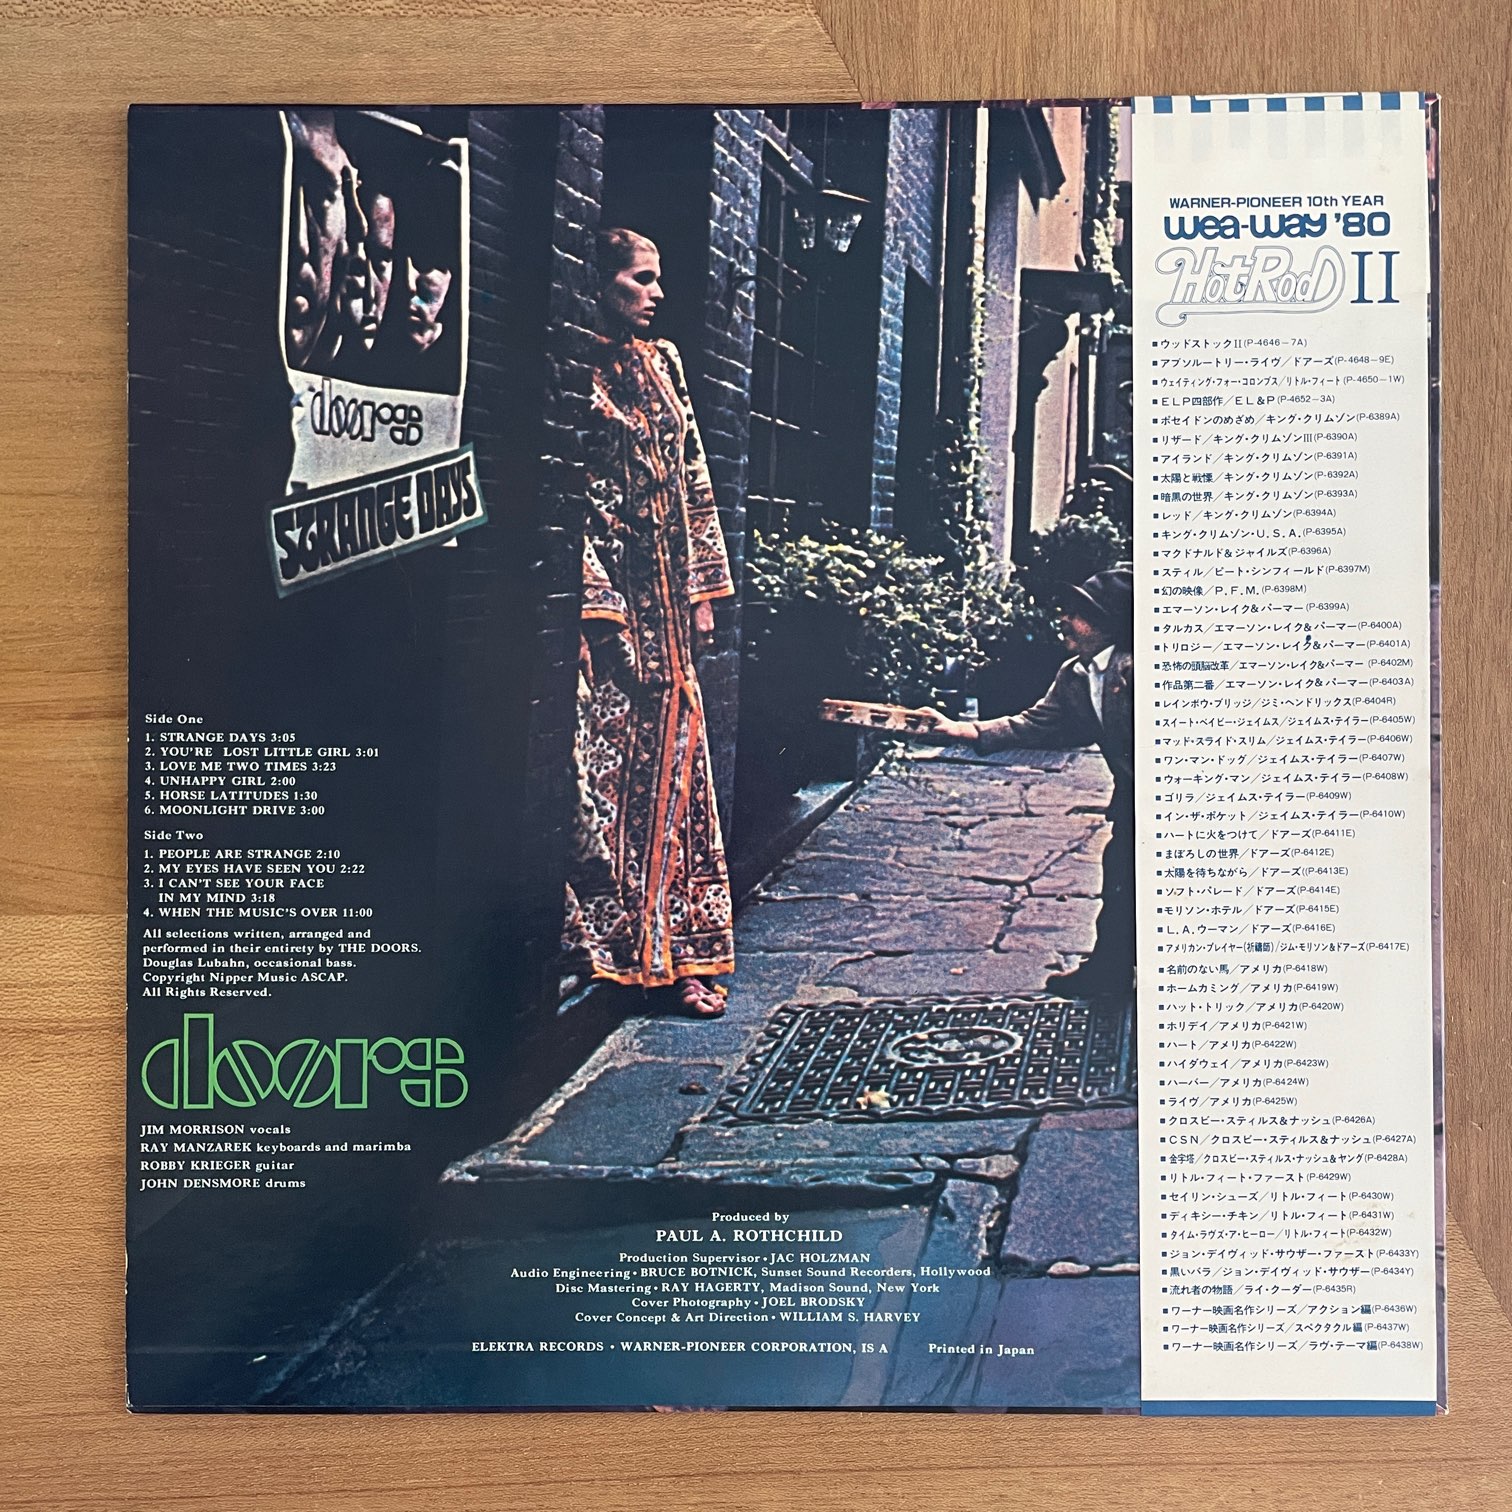 doors
STRANGE DAYS
Side One
1. STRANGE DAYS 3:05
2. YOU'RE LOST LITTLE GIRL 3:01
3. LOVE ME TWO TIMES 3:23
4. UNHAPPY GIRL 2:00
5. HORSE LATITUDES 1:30
6. MOONLIGHT DRIVE 3:00
Side Two
1. PEOPLE ARE STRANGE 2:10
2. MY EYES HAVE SEEN YOU 2:22
3. I CAN'T SEE YOUR FACE
IN MY MIND 3:18
4. WHEN THE MUSIC'S OVER 11:00
All selections written, arranged and
performed in their entirety by THE DOORS.
Douglas Lubahn, occasional bass.
Copyright Nipper Music ASCAP.
All Rights Reserved.
doors
JIM MORRISON vocals
RAY MANZAREK keyboards and marimba
ROBBY KRIEGER guitar
JOHN DENSMORE drums
Produced by
PAUL A. ROTHCHILD
Production Supervisor • JAC HOLZMAN
Audio Engineering • BRUCE BOTNICK, Sunset Sound Recorders, Hollywood
Disc Mastering • RAY HAGERTY, Madison Sound, New York
Cover Photography • JOEL BRODSKY
Cover Concept & Art Direction • WILLIAM S. HARVEY
ELEKTRA RECORDS • WARNER-PIONEER CORPORATION, IS A Printed in Japan
WARNER-PIONEER 10th YEAR
wea-way '80
Hot Rod II
■ウッドストックII(P-4646−7A)
■アブソルートリー・ライヴ／ドアーズ(P-4648−9E)
■ウェイティング・フォー・コロンブス／リトル・フィート(P-4650−1W)
■ELP四部作／EL&P(P-4652−3A)
■ポセイドンのめざめ／キング・クリムゾン(P-6389A)
■リザード／キング・クリムゾンIII(P-6390A)
■アイランド／キング・クリムゾン(P-6391A)
■太陽と戦慄／キング・クリムゾン(P-6392A)
■暗黒の世界／キング・クリムゾン(P-6393A)
■レッド／キング・クリムゾン(P-6394A)
■キング・クリムゾン・U.S.A.(P-6395A)
■マクドナルド&ジャイルズ(P-6396A)
■スティル／ピート・シンフィールド(P-6397M)
■幻の映像／P.F.M.(P-6398M)
■エマーソン・レイク&パーマー(P-6399A)
■タルカス／エマーソン・レイク&パーマー(P-6400A)
■トリロジー／エマーソン・レイク&パーマー(P-6401A)
■恐怖の頭脳改革／エマーソン・レイク&パーマー(P-6402M)
■作品第二番／エマーソン・レイク&パーマー(P-6403A)
■レインボウ・ブリッジ／ジミ・ヘンドリックス(P-6404R)
■スイート・ベイビー・ジェイムス／ジェイムス・テイラー(P-6405W)
■マッド・スライド・スリム／ジェイムス・テイラー(P-6406W)
■ワン・マン・ドッグ／ジェイムス・テイラー(P-6407W)
■ウォーキング・マン／ジェイムス・テイラー(P-6408W)
■ゴリラ／ジェイムス・テイラー(P-6409W)
■イン・ザ・ポケット／ジェイムス・テイラー(P-6410W)
■ハートに火をつけて／ドアーズ(P-6411E)
■まぼろしの世界／ドアーズ(P-6412E)
■太陽を待ちながら／ドアーズ((P-6413E)
■ソフト・パレード／ドアーズ(P-6414E)
■モリソン・ホテル／ドアーズ(P-6415E)
■L.A.ウーマン／ドアーズ(P-6416E)
■アメリカン・プレイヤー(祈禱師)／ジム・モリソン&ドアーズ(P-6417E)
■名前のない馬／アメリカ(P-6418W)
■ホームカミング／アメリカ(P-6419W)
■ハット・トリック／アメリカ(P-6420W)
■ホリデイ／アメリカ(P-6421W)
■ハート／アメリカ(P-6422W)
■ハイダウェイ／アメリカ(P-6423W)
■ハーバー／アメリカ(P-6424W)
■ライヴ／アメリカ(P-6425W)
■クロスビー・スティルス&ナッシュ(P-6426A)
■CSN／クロスビー・スティルス&ナッシュ(P-6427A)
■金字塔／クロスビー・スティルス・ナッシュ&ヤング(P-6428A)
■リトル・フィート・ファースト(P-6429W)
■セイリン・シューズ／リトル・フィート(P-6430W)
■ディキシー・チキン／リトル・フィート(P-6431W)
■タイム・ラヴズ・ア・ヒーロー／リトル・フィート(P-6432W)
■ジョン・デイヴィッド・サウザー・ファースト(P-6433Y)
■黒いバラ／ジョン・デイヴィッド・サウザー(P-6434Y)
■流れ者の物語／ライ・クーダー(P-6435R)
■ワーナー映画名作シリーズ／アクション編(P-6436W)
■ワーナー映画名作シリーズ／スペクタクル編(P-6437W)
■ワーナー映画名作シリーズ／ラヴ・テーマ編(P-6438W)